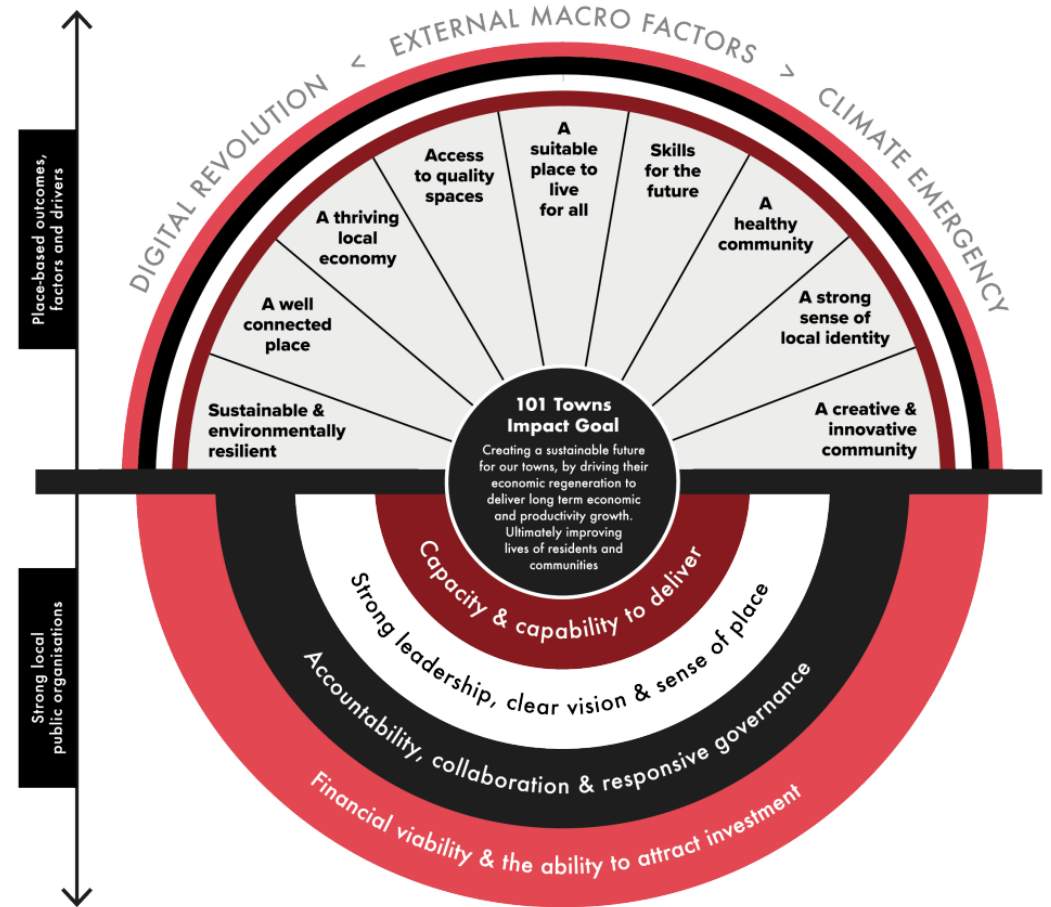 DIGITAL REVOLUTION < EXTERNAL MACRO FACTORS > CLIMATE EMERGENCY
Place-based outcomes,
factors and drivers
Sustainable &
environmentally
resilient
A well
connected
place
A thriving
local
economy
Access
to quality
spaces
A
suitable
place to
live
for all
Skills
for the
future
A
healthy
community
A strong
sense of
local identity
A creative &
innovative
community
101 Towns
Impact Goal
Creating a sustainable future
for our towns, by driving their
economic regeneration to
deliver long term economic
and productivity growth.
Ultimately improving
lives of residents and
communities
Strong local
public organisations
Capacity & capability to deliver
Strong leadership, clear vision & sense of place
Accountability, collaboration & responsive governance
Financial viability & the ability to attract investment